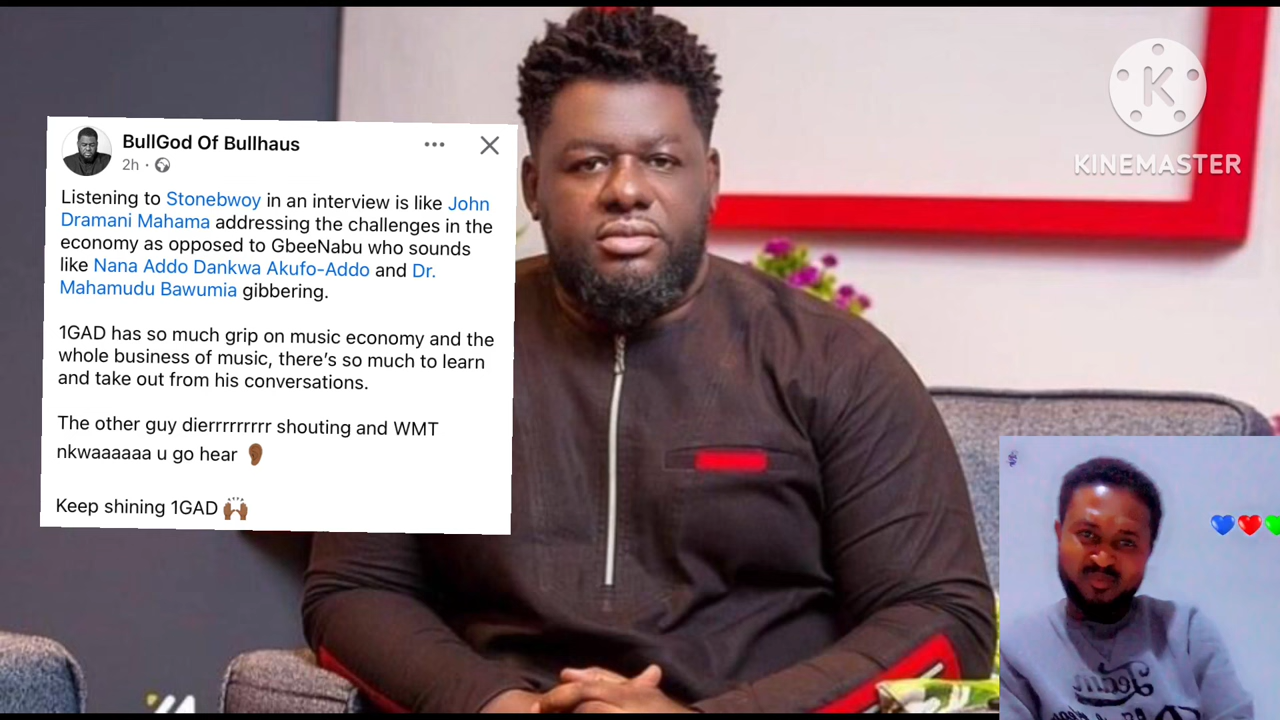 BullGod Of Bullhaus
2h
Listening to Stonebwoy in an interview is like John
Dramani Mahama addressing the challenges in the
economy as opposed to GbeeNabu who sounds
like Nana Addo Dankwa Akufo-Addo and Dr.
Mahamudu Bawumia gibbering.
1GAD has so much grip on music economy and the
whole business of music, there's so much to learn
and take out from his conversations.
The other guy dierrrrrrrrr shouting and WMT
nkwaaaaaa u go hear
Keep shining 1GAD
K
KINEMASTER
Team